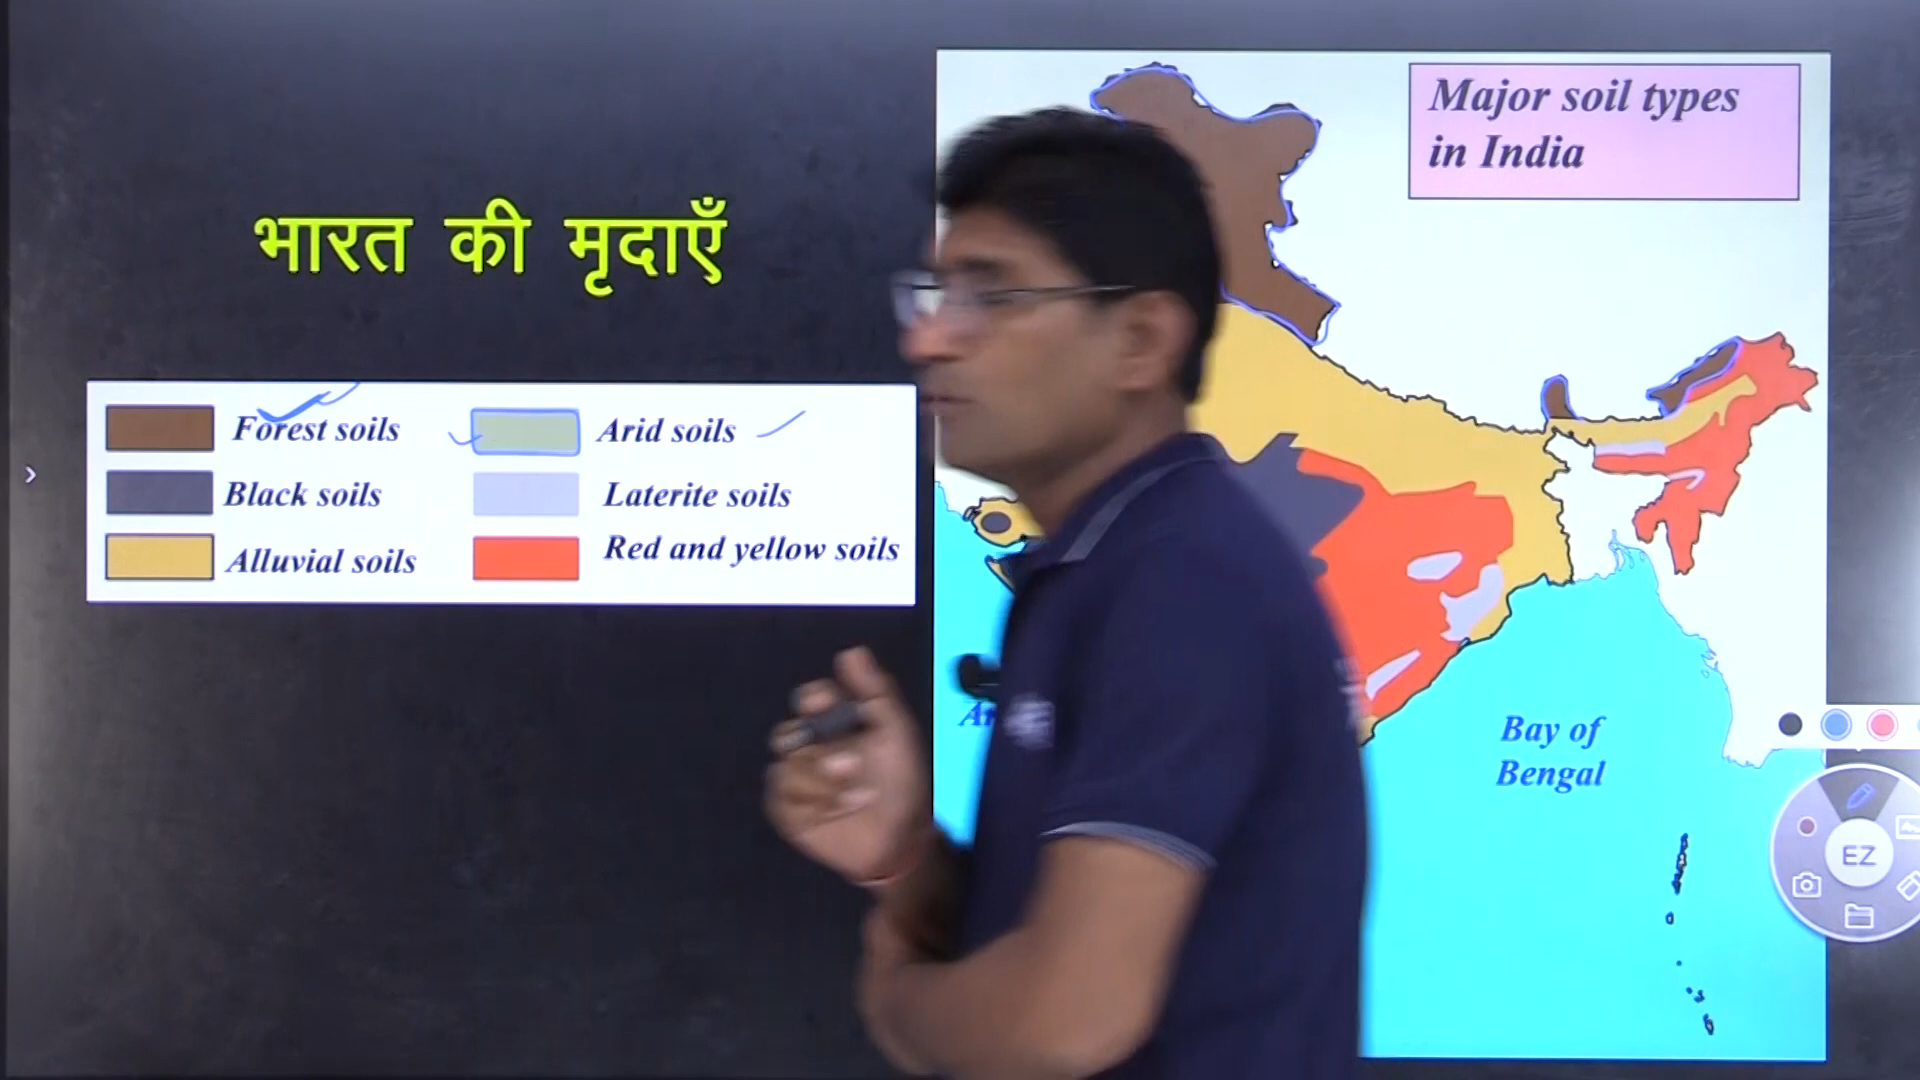 भारत की मृदाएँ
Forest soils
Arid soils
Black soils
Laterite soils
Alluvial soils
Red and yellow soils
Major soil types
in India
Bay of
Bengal
EZ